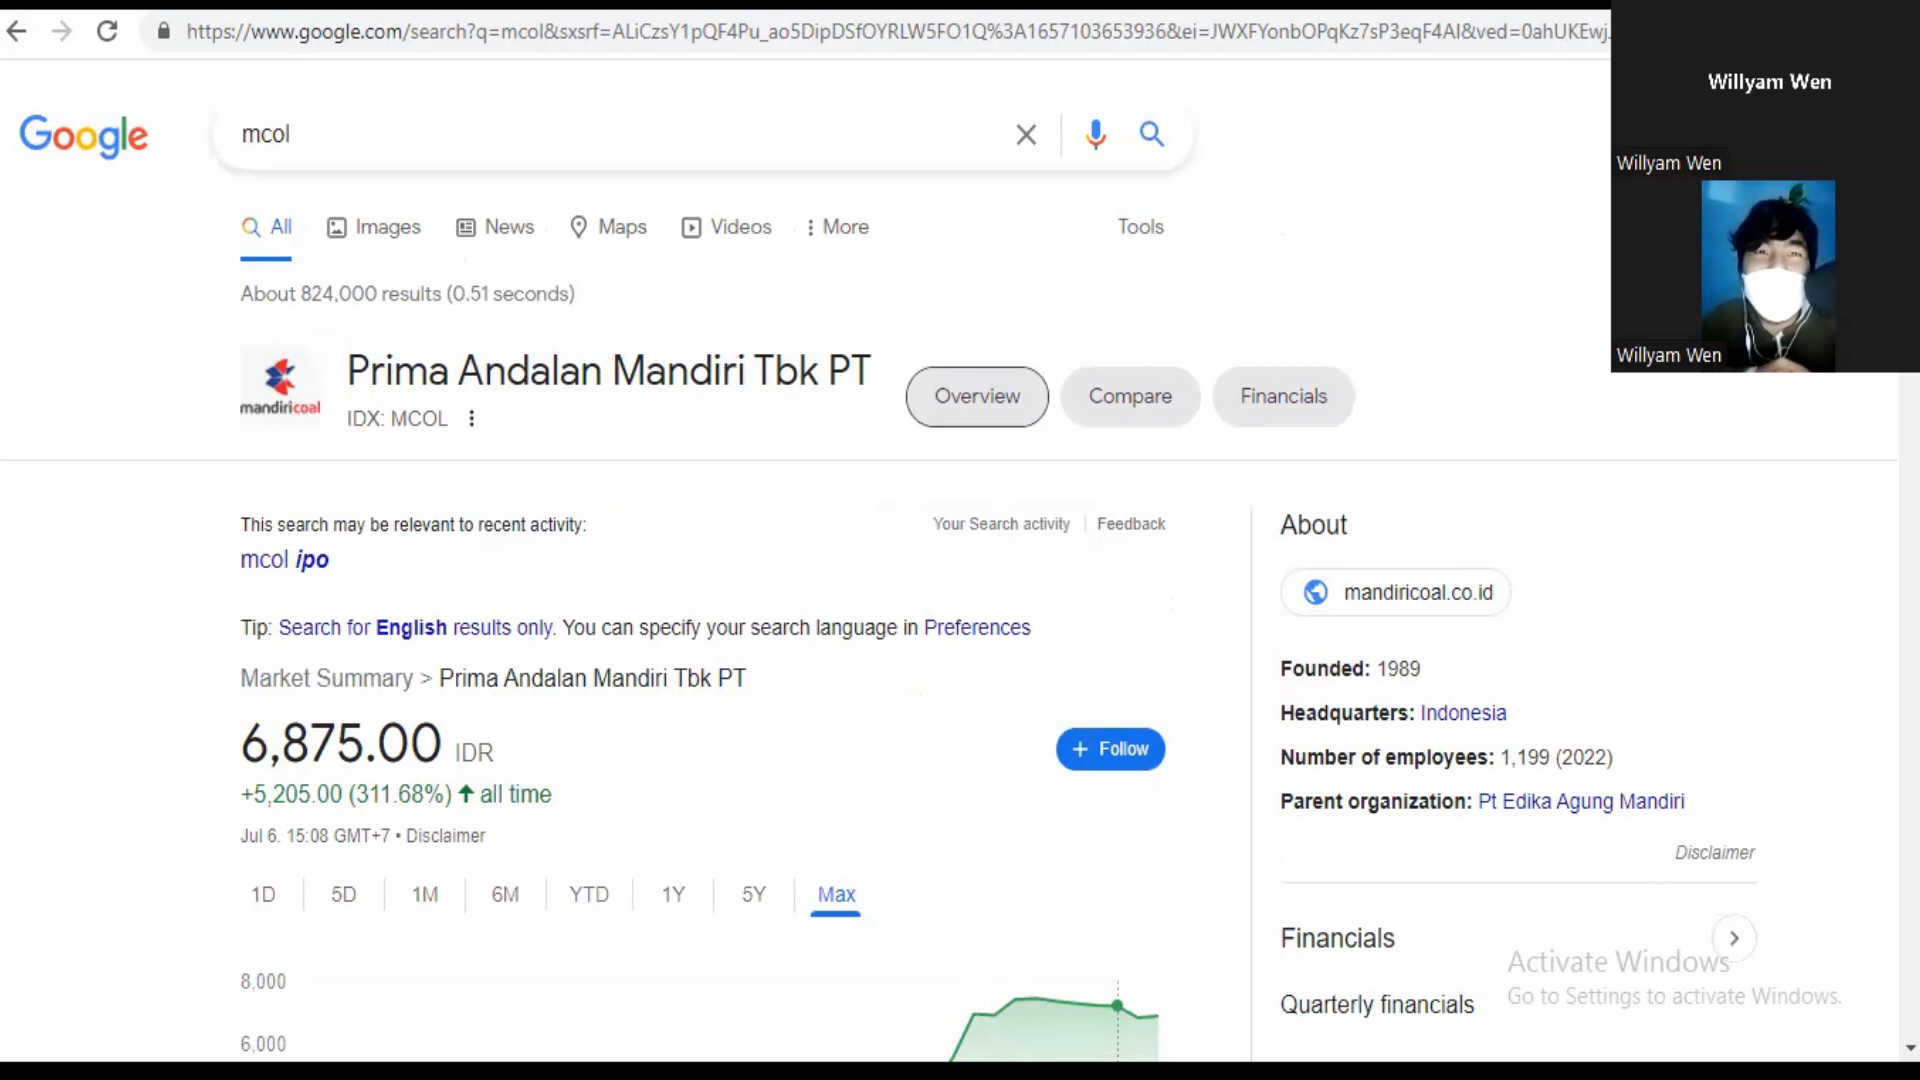 https://www.google.com/search?q=mcol&sxsrf=ALiCzsY1pQF4Pu_ao5DipDSfOYRLW5FO1Q%3A1657103653936&ei=JWXFYonbOPqKz7sP3eqF4AI&ved=0ahUKEwj.
Willyam Wen
Google
mcol
Willyam Wen
All Images News Maps Videos More Tools
About 824,000 results (0.51 seconds)
Willyam Wen
Prima Andalan Mandiri Tbk PT
mandiricoal
IDX: MCOL
Overview Compare Financials
This search may be relevant to recent activity:
Your Search activity Feedback
mcol ipo
Tip: Search for English results only. You can specify your search language in Preferences
Market Summary > Prima Andalan Mandiri Tbk PT
6,875.00 IDR
+ Follow
+5,205.00 (311.68%) ↑ all time
Jul 6. 15:08 GMT+7 • Disclaimer
1D 5D 1M 6M YTD 1Y 5Y Max
8,000
6,000
About
mandiricoal.co.id
Founded: 1989
Headquarters: Indonesia
Number of employees: 1,199 (2022)
Parent organization: Pt Edika Agung Mandiri
Disclaimer
Financials
Quarterly financials
Activate Windows
Go to Settings to activate Windows.